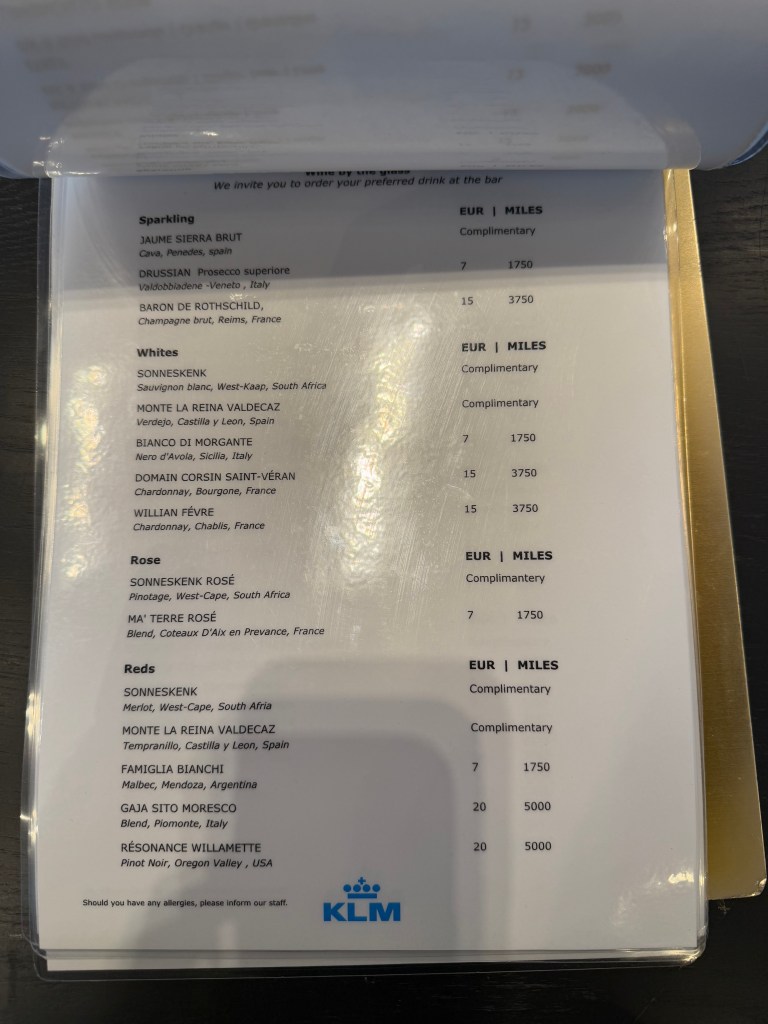 Wine by the glass
We invite you to order your preferred drink at the bar
Sparkling EUR | MILES
JAUME SIERRA BRUT Complimentary
Cava, Penedes, spain
DRUSSIAN Prosecco superiore 7 1750
Valdobbiadene -Veneto , Italy
BARON DE ROTHSCHILD, 15 3750
Champagne brut, Reims, France
Whites EUR | MILES
SONNESKENK Complimentary
Sauvignon blanc, West-Kaap, South Africa
MONTE LA REINA VALDECAZ Complimentary
Verdejo, Castilla y Leon, Spain
BIANCO DI MORGANTE 7 1750
Nero d'Avola, Sicilia, Italy
DOMAIN CORSIN SAINT-VÉRAN 15 3750
Chardonnay, Bourgone, France
WILLIAN FÉVRE 15 3750
Chardonnay, Chablis, France
Rose EUR | MILES
SONNESKENK ROSÉ Complimantery
Pinotage, West-Cape, South Africa
MA' TERRE ROSÉ 7 1750
Blend, Coteaux D'Aix en Prevance, France
Reds EUR | MILES
SONNESKENK Complimentary
Merlot, West-Cape, South Afria
MONTE LA REINA VALDECAZ Complimentary
Tempranillo, Castilla y Leon, Spain
FAMIGLIA BIANCHI 7 1750
Malbec, Mendoza, Argentina
GAJA SITO MORESCO 20 5000
Blend, Piomonte, Italy
RÉSONANCE WILLAMETTE 20 5000
Pinot Noir, Oregon Valley , USA
Should you have any allergies, please inform our staff.
KLM